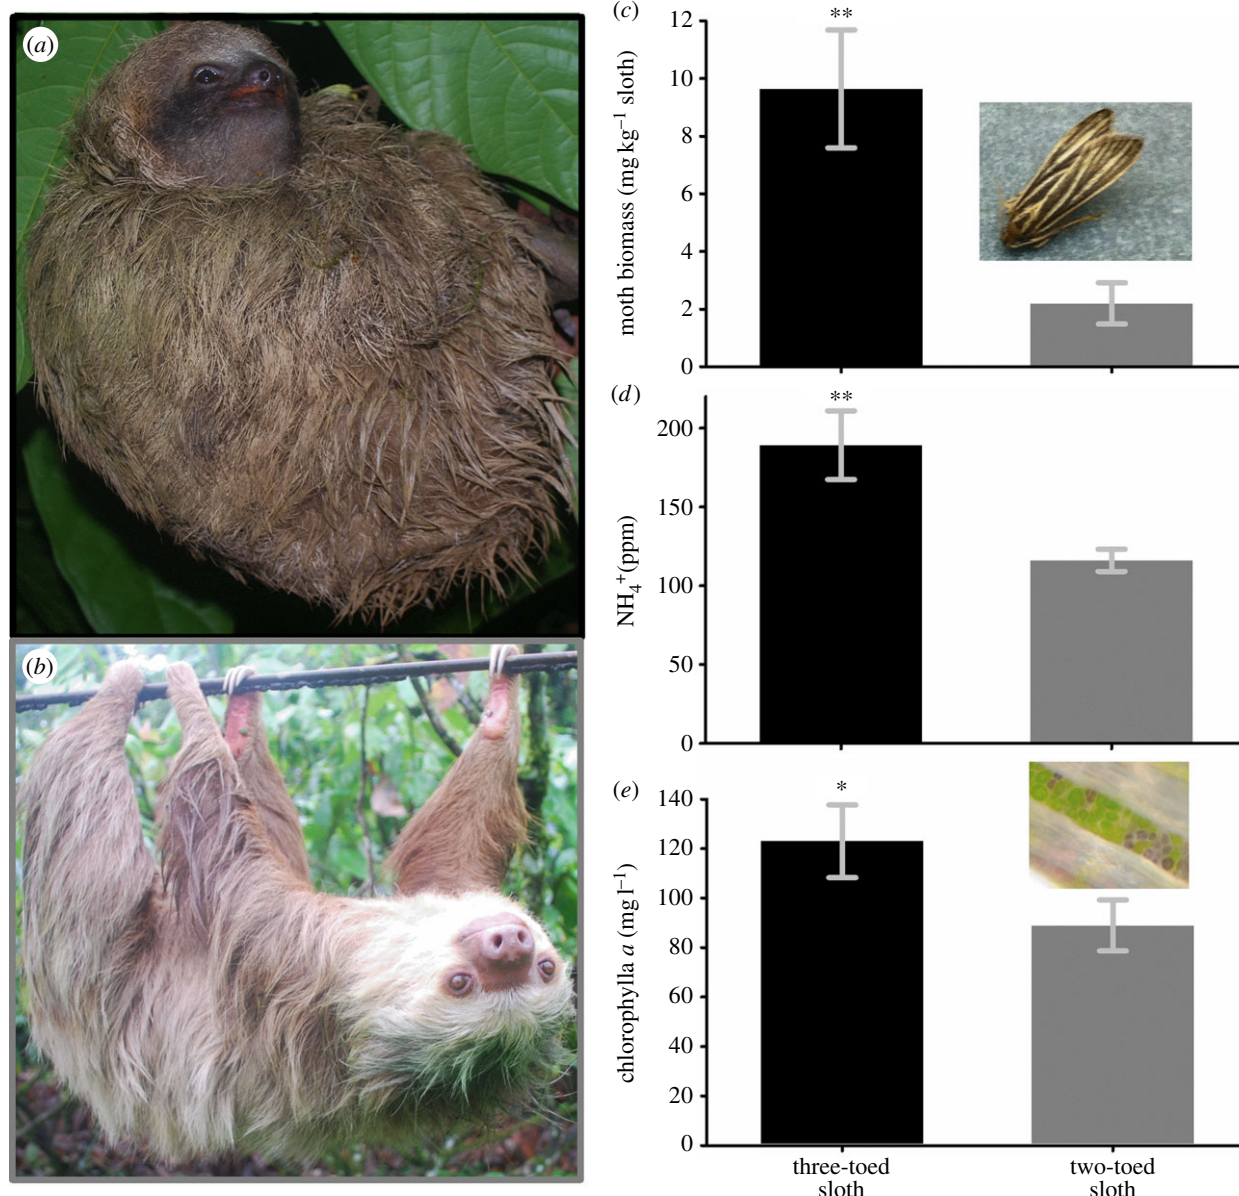 (a)
(b)
(c)
12
10
8
6
4
2
0
moth biomass (mg kg⁻¹ sloth)
**
(d)
200
150
100
50
0
NH₄⁺(ppm)
**
(e)
140
120
100
80
60
40
20
0
chlorophylla a (mg l⁻¹)
*
three-toed
sloth
two-toed
sloth